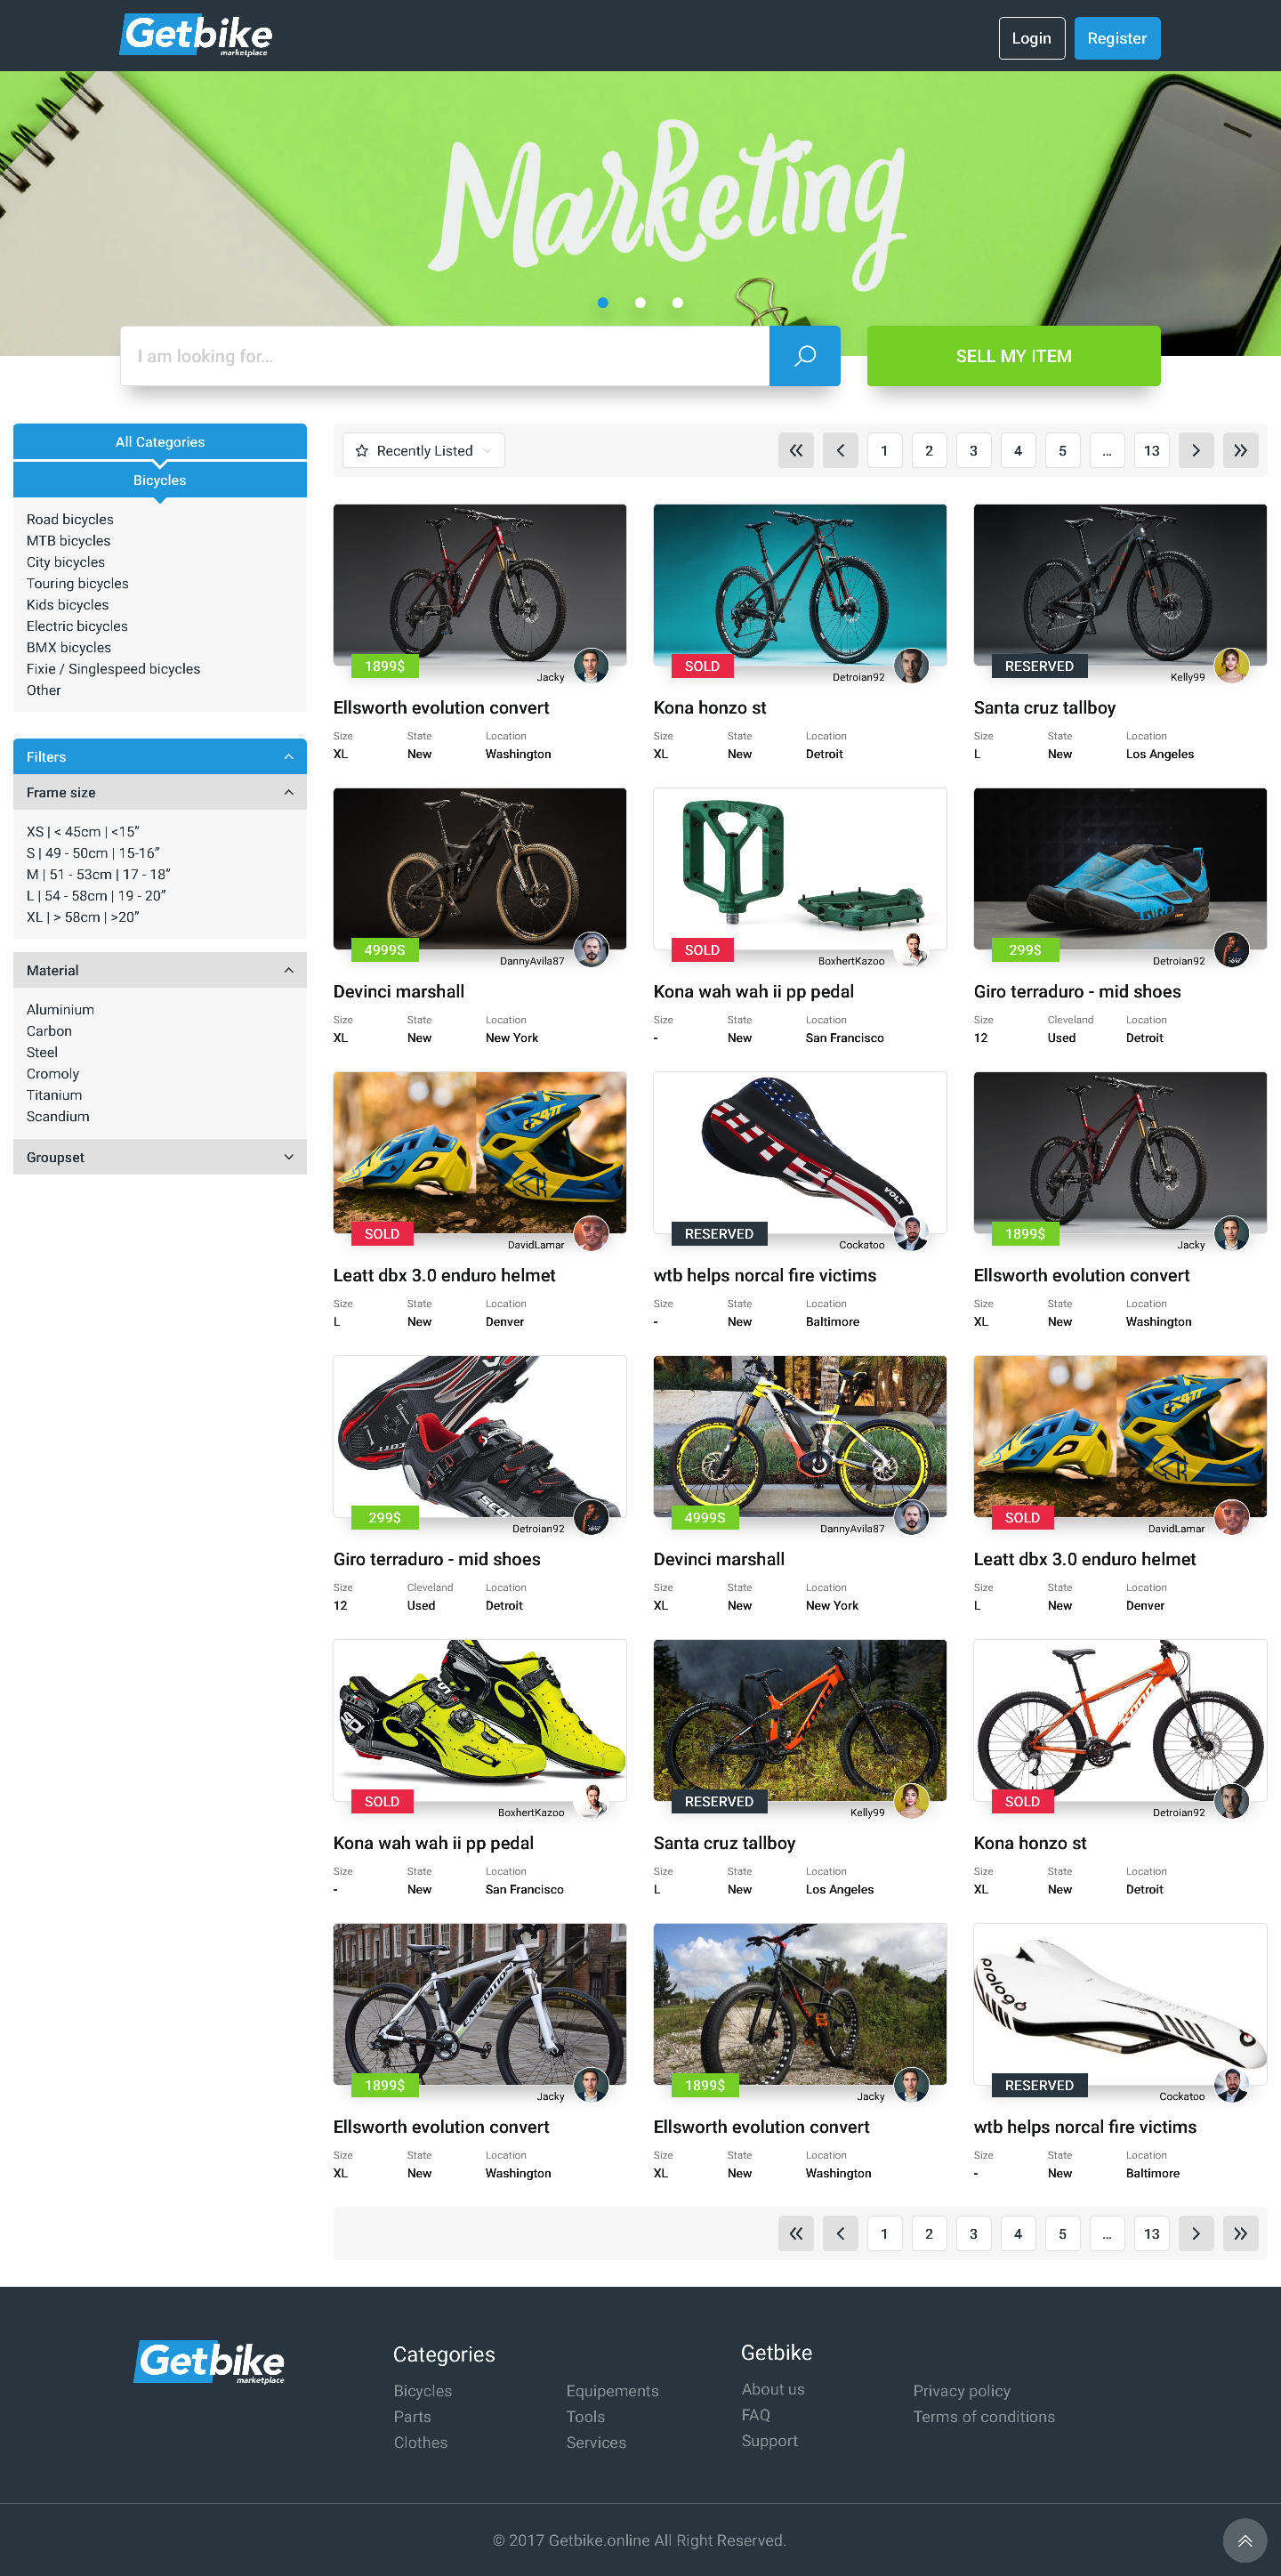 Getbike
marketplace
Login
Register
Marketing
I am looking for...
SELL MY ITEM
All Categories
Bicycles
Road bicycles
MTB bicycles
City bicycles
Touring bicycles
Kids bicycles
Electric bicycles
BMX bicycles
Fixie / Singlespeed bicycles
Other
Filters
Frame size
XS | < 45cm | <15”
S | 49 - 50cm | 15-16”
M | 51 - 53cm | 17 - 18”
L | 54 - 58cm | 19 - 20”
XL | > 58cm | >20”
Material
Aluminium
Carbon
Steel
Cromoly
Titanium
Scandium
Groupset
Recently Listed
1 2 3 4 5 ... 13
1899$ Jacky
Ellsworth evolution convert
Size State Location
XL New Washington
SOLD Detroian92
Kona honzo st
Size State Location
XL New Detroit
RESERVED Kelly99
Santa cruz tallboy
Size State Location
L New Los Angeles
4999S DannyAvila87
Devinci marshall
Size State Location
XL New New York
SOLD BoxhertKazoo
Kona wah wah ii pp pedal
Size State Location
- New San Francisco
GIRO
299$ Detroian92
Giro terraduro - mid shoes
Size Cleveland Location
12 Used Detroit
SOLD DavidLamar
Leatt dbx 3.0 enduro helmet
Size State Location
L New Denver
VOLT
RESERVED Cockatoo
wtb helps norcal fire victims
Size State Location
- New Baltimore
1899$ Jacky
Ellsworth evolution convert
Size State Location
XL New Washington
SCOTT
299$ Detroian92
Giro terraduro - mid shoes
Size Cleveland Location
12 Used Detroit
4999S DannyAvila87
Devinci marshall
Size State Location
XL New New York
SOLD DavidLamar
Leatt dbx 3.0 enduro helmet
Size State Location
L New Denver
SIDI
SOLD BoxhertKazoo
Kona wah wah ii pp pedal
Size State Location
- New San Francisco
KONA
RESERVED Kelly99
Santa cruz tallboy
Size State Location
L New Los Angeles
KONA
SOLD Detroian92
Kona honzo st
Size State Location
XL New Detroit
EXPEDITION
1899$ Jacky
Ellsworth evolution convert
Size State Location
XL New Washington
1899$ Jacky
Ellsworth evolution convert
Size State Location
XL New Washington
prologo
RESERVED Cockatoo
wtb helps norcal fire victims
Size State Location
- New Baltimore
1 2 3 4 5 ... 13
Getbike
marketplace
Categories
Bicycles
Parts
Clothes
Equipements
Tools
Services
Getbike
About us
FAQ
Support
Privacy policy
Terms of conditions
© 2017 Getbike.online All Right Reserved.